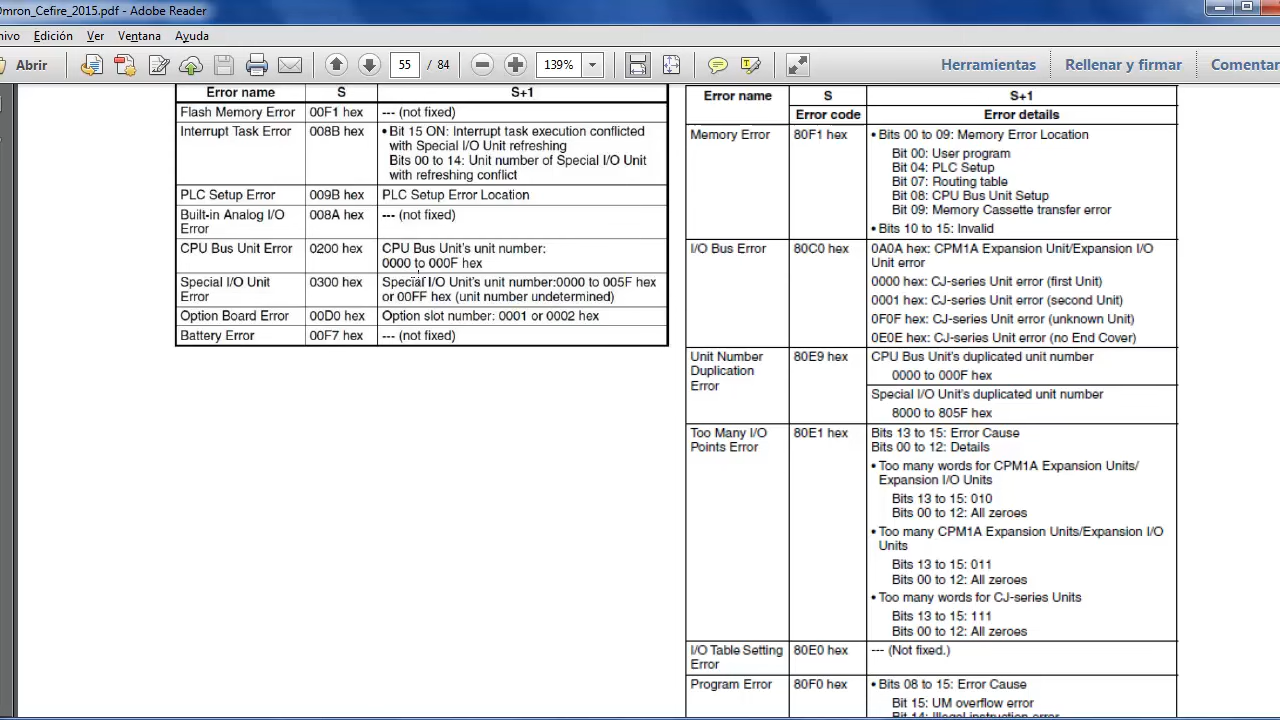 Omron_Cefire_2015.pdf - Adobe Reader
Edición Ver Ventana Ayuda
Abrir
55 / 84
139%
Herramientas
Rellenar y firmar
Error name S S+1
Flash Memory Error 00F1 hex --- (not fixed)
Interrupt Task Error 008B hex • Bit 15 ON: Interrupt task execution conflicted
with Special I/O Unit refreshing
Bits 00 to 14: Unit number of Special I/O Unit
with refreshing conflict
PLC Setup Error 009B hex PLC Setup Error Location
Built-in Analog I/O 008A hex --- (not fixed)
Error
CPU Bus Unit Error 0200 hex CPU Bus Unit's unit number:
0000 to 000F hex
Special I/O Unit 0300 hex Special I/O Unit's unit number:0000 to 005F hex
Error or 00FF hex (unit number undetermined)
Option Board Error 00D0 hex Option slot number: 0001 or 0002 hex
Battery Error 00F7 hex --- (not fixed)
Error name S S+1
Error code Error details
Memory Error 80F1 hex • Bits 00 to 09: Memory Error Location
Bit 00: User program
Bit 04: PLC Setup
Bit 07: Routing table
Bit 08: CPU Bus Unit Setup
Bit 09: Memory Cassette transfer error
• Bits 10 to 15: Invalid
I/O Bus Error 80C0 hex 0A0A hex: CPM1A Expansion Unit/Expansion I/O
Unit error
0000 hex: CJ-series Unit error (first Unit)
0001 hex: CJ-series Unit error (second Unit)
0F0F hex: CJ-series Unit error (unknown Unit)
0E0E hex: CJ-series Unit error (no End Cover)
Unit Number 80E9 hex CPU Bus Unit's duplicated unit number
Duplication 0000 to 000F hex
Error
Special I/O Unit's duplicated unit number
8000 to 805F hex
Too Many I/O 80E1 hex Bits 13 to 15: Error Cause
Points Error Bits 00 to 12: Details
• Too many words for CPM1A Expansion Units/
Expansion I/O Units
Bits 13 to 15: 010
Bits 00 to 12: All zeroes
• Too many CPM1A Expansion Units/Expansion I/O
Units
Bits 13 to 15: 011
Bits 00 to 12: All zeroes
• Too many words for CJ-series Units
Bits 13 to 15: 111
Bits 00 to 12: All zeroes
I/O Table Setting 80E0 hex --- (Not fixed.)
Error
Program Error 80F0 hex • Bits 08 to 15: Error Cause
Bit 15: UM overflow error
Bit 14: Illegal instruction error